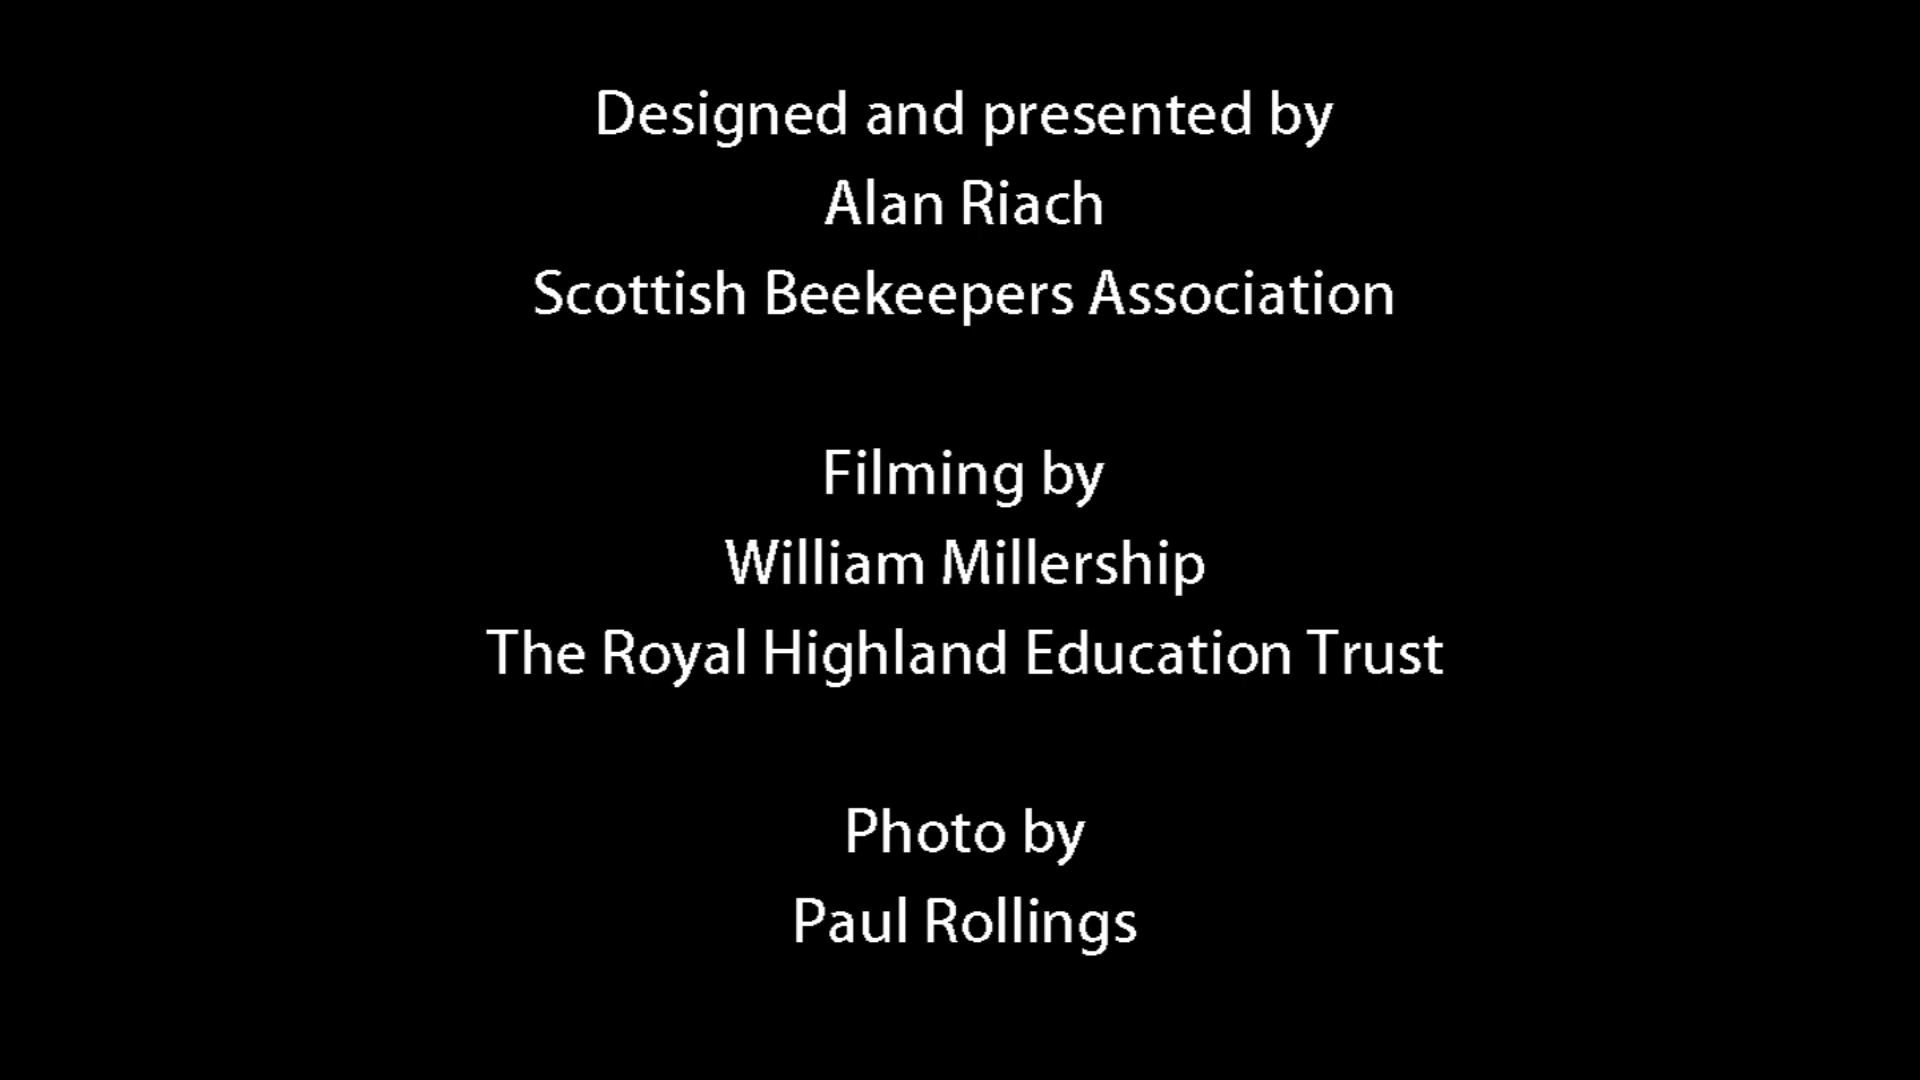 Designed and presented by
Alan Riach
Scottish Beekeepers Association
Filming by
William Millership
The Royal Highland Education Trust
Photo by
Paul Rollings